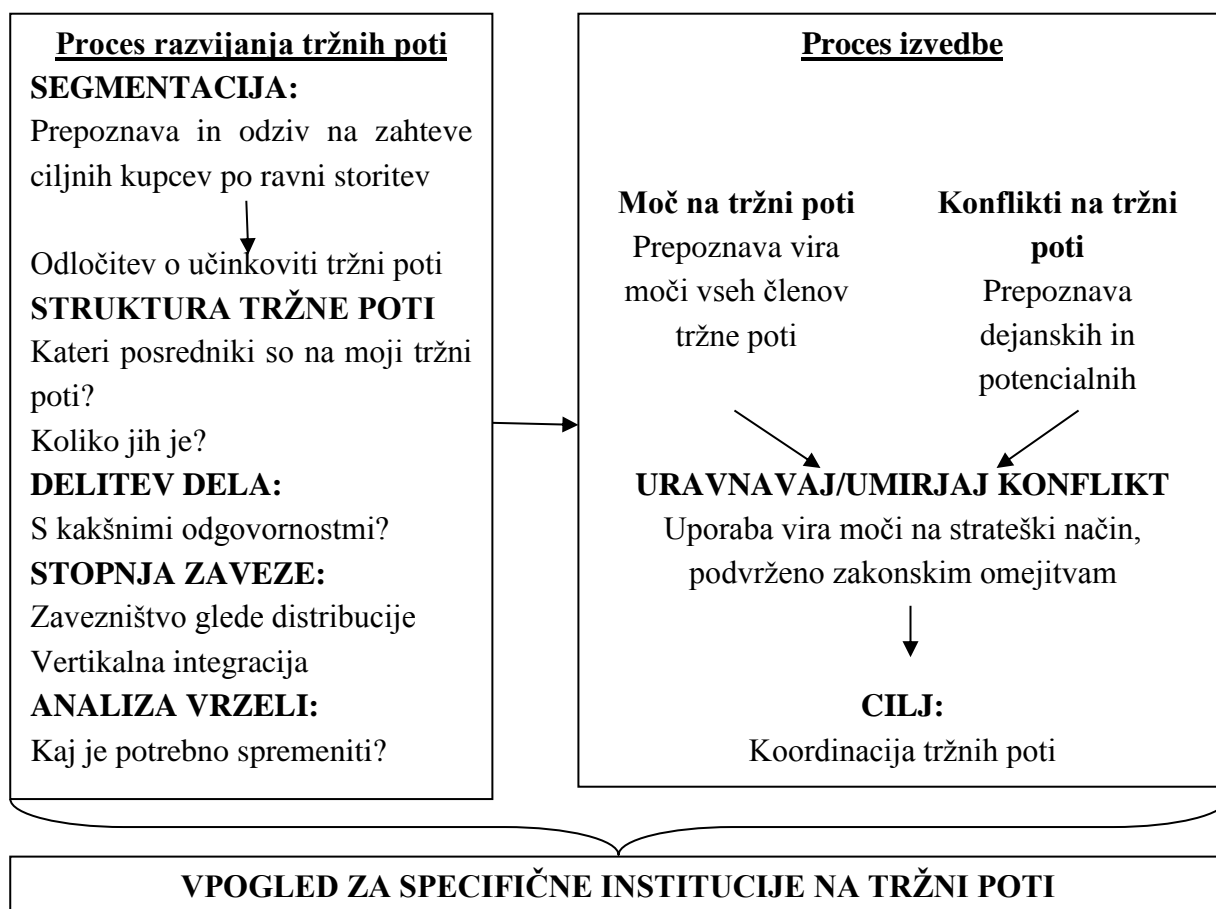 Proces razvijanja tržnih poti
SEGMENTACIJA:
Prepoznava in odziv na zahteve
ciljnih kupcev po ravni storitev
Odločitev o učinkoviti tržni poti
STRUKTURA TRŽNE POTI
Kateri posredniki so na moji tržni
poti?
Koliko jih je?
DELITEV DELA:
S kakšnimi odgovornostmi?
STOPNJA ZAVEZE:
Zavezništvo glede distribucije
Vertikalna integracija
ANALIZA VRZELI:
Kaj je potrebno spremeniti?
Proces izvedbe
Moč na tržni poti
Prepoznava vira
moči vseh členov
tržne poti
Konflikti na tržni
poti
Prepoznava
dejanskih in
potencialnih
URAVNAVAJ/UMIRJAJ KONFLIKT
Uporaba vira moči na strateški način,
podvrženo zakonskim omejitvam
CILJ:
Koordinacija tržnih poti
VPOGLED ZA SPECIFIČNE INSTITUCIJE NA TRŽNI POTI